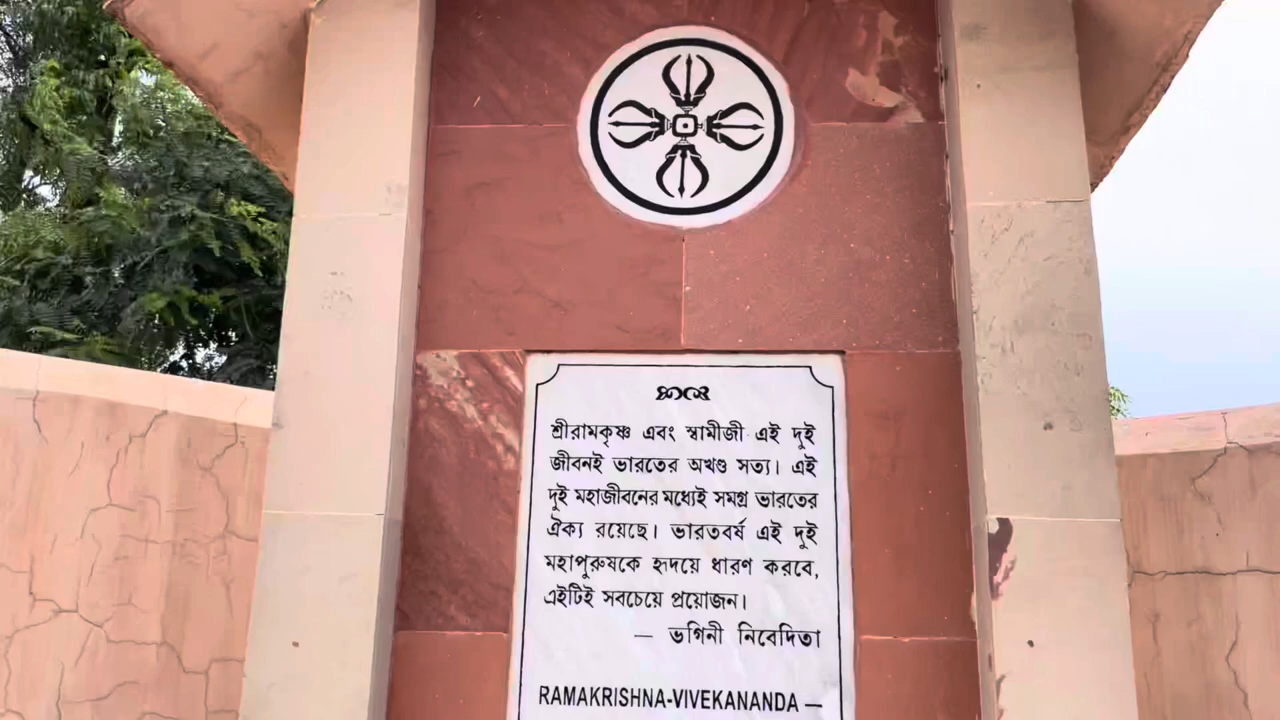 শ্রীরামকৃষ্ণ এবং স্বামীজী এই দুই
জীবনই ভারতের অখণ্ড সত্য। এই
দুই মহাজীবনের মধ্যেই সমগ্র ভারতের
ঐক্য রয়েছে। ভারতবর্ষ এই দুই
মহাপুরুষকে হৃদয়ে ধারণ করবে,
এইটিই সবচেয়ে প্রয়োজন।
— ভগিনী নিবেদিতা
RAMAKRISHNA-VIVEKANANDA —